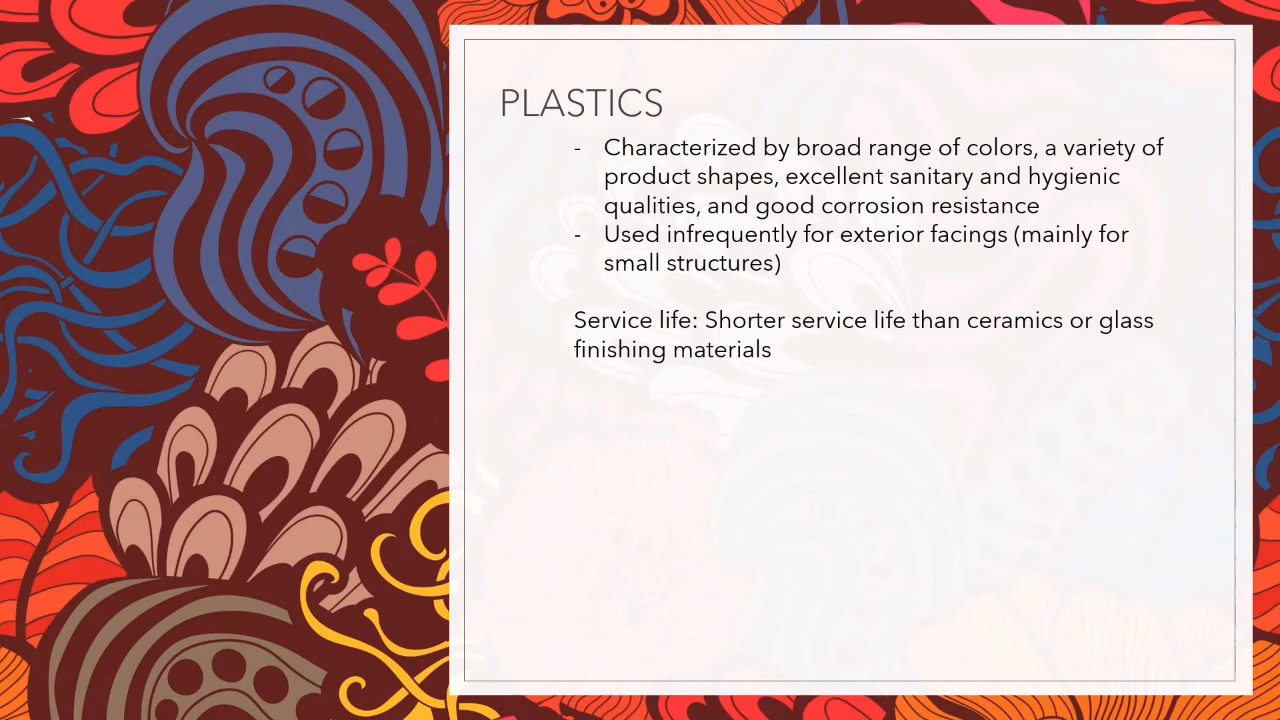 PLASTICS
- Characterized by broad range of colors, a variety of
product shapes, excellent sanitary and hygienic
qualities, and good corrosion resistance
- Used infrequently for exterior facings (mainly for
small structures)
Service life: Shorter service life than ceramics or glass
finishing materials